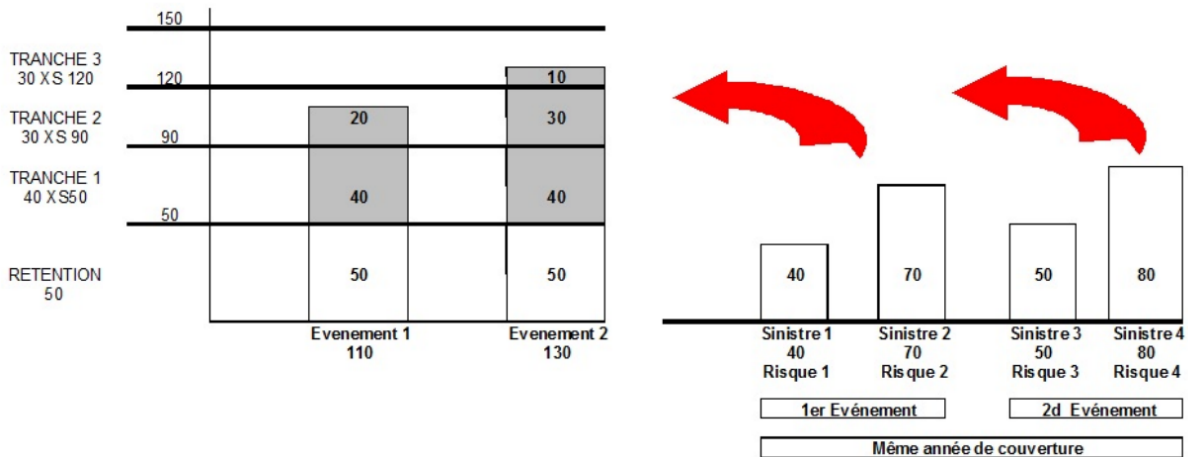 150
TRANCHE 3
30 XS 120
120
10
TRANCHE 2
30 XS 90
20
30
90
TRANCHE 1
40 XS50
40
40
50
RETENTION
50
50
50
Evenement 1
110
Evenement 2
130
40
70
50
80
Sinistre 1
40
Risque 1
Sinistre 2
70
Risque 2
Sinistre 3
50
Risque 3
Sinistre 4
80
Risque 4
1er Evénement
2d Evénement
Même année de couverture